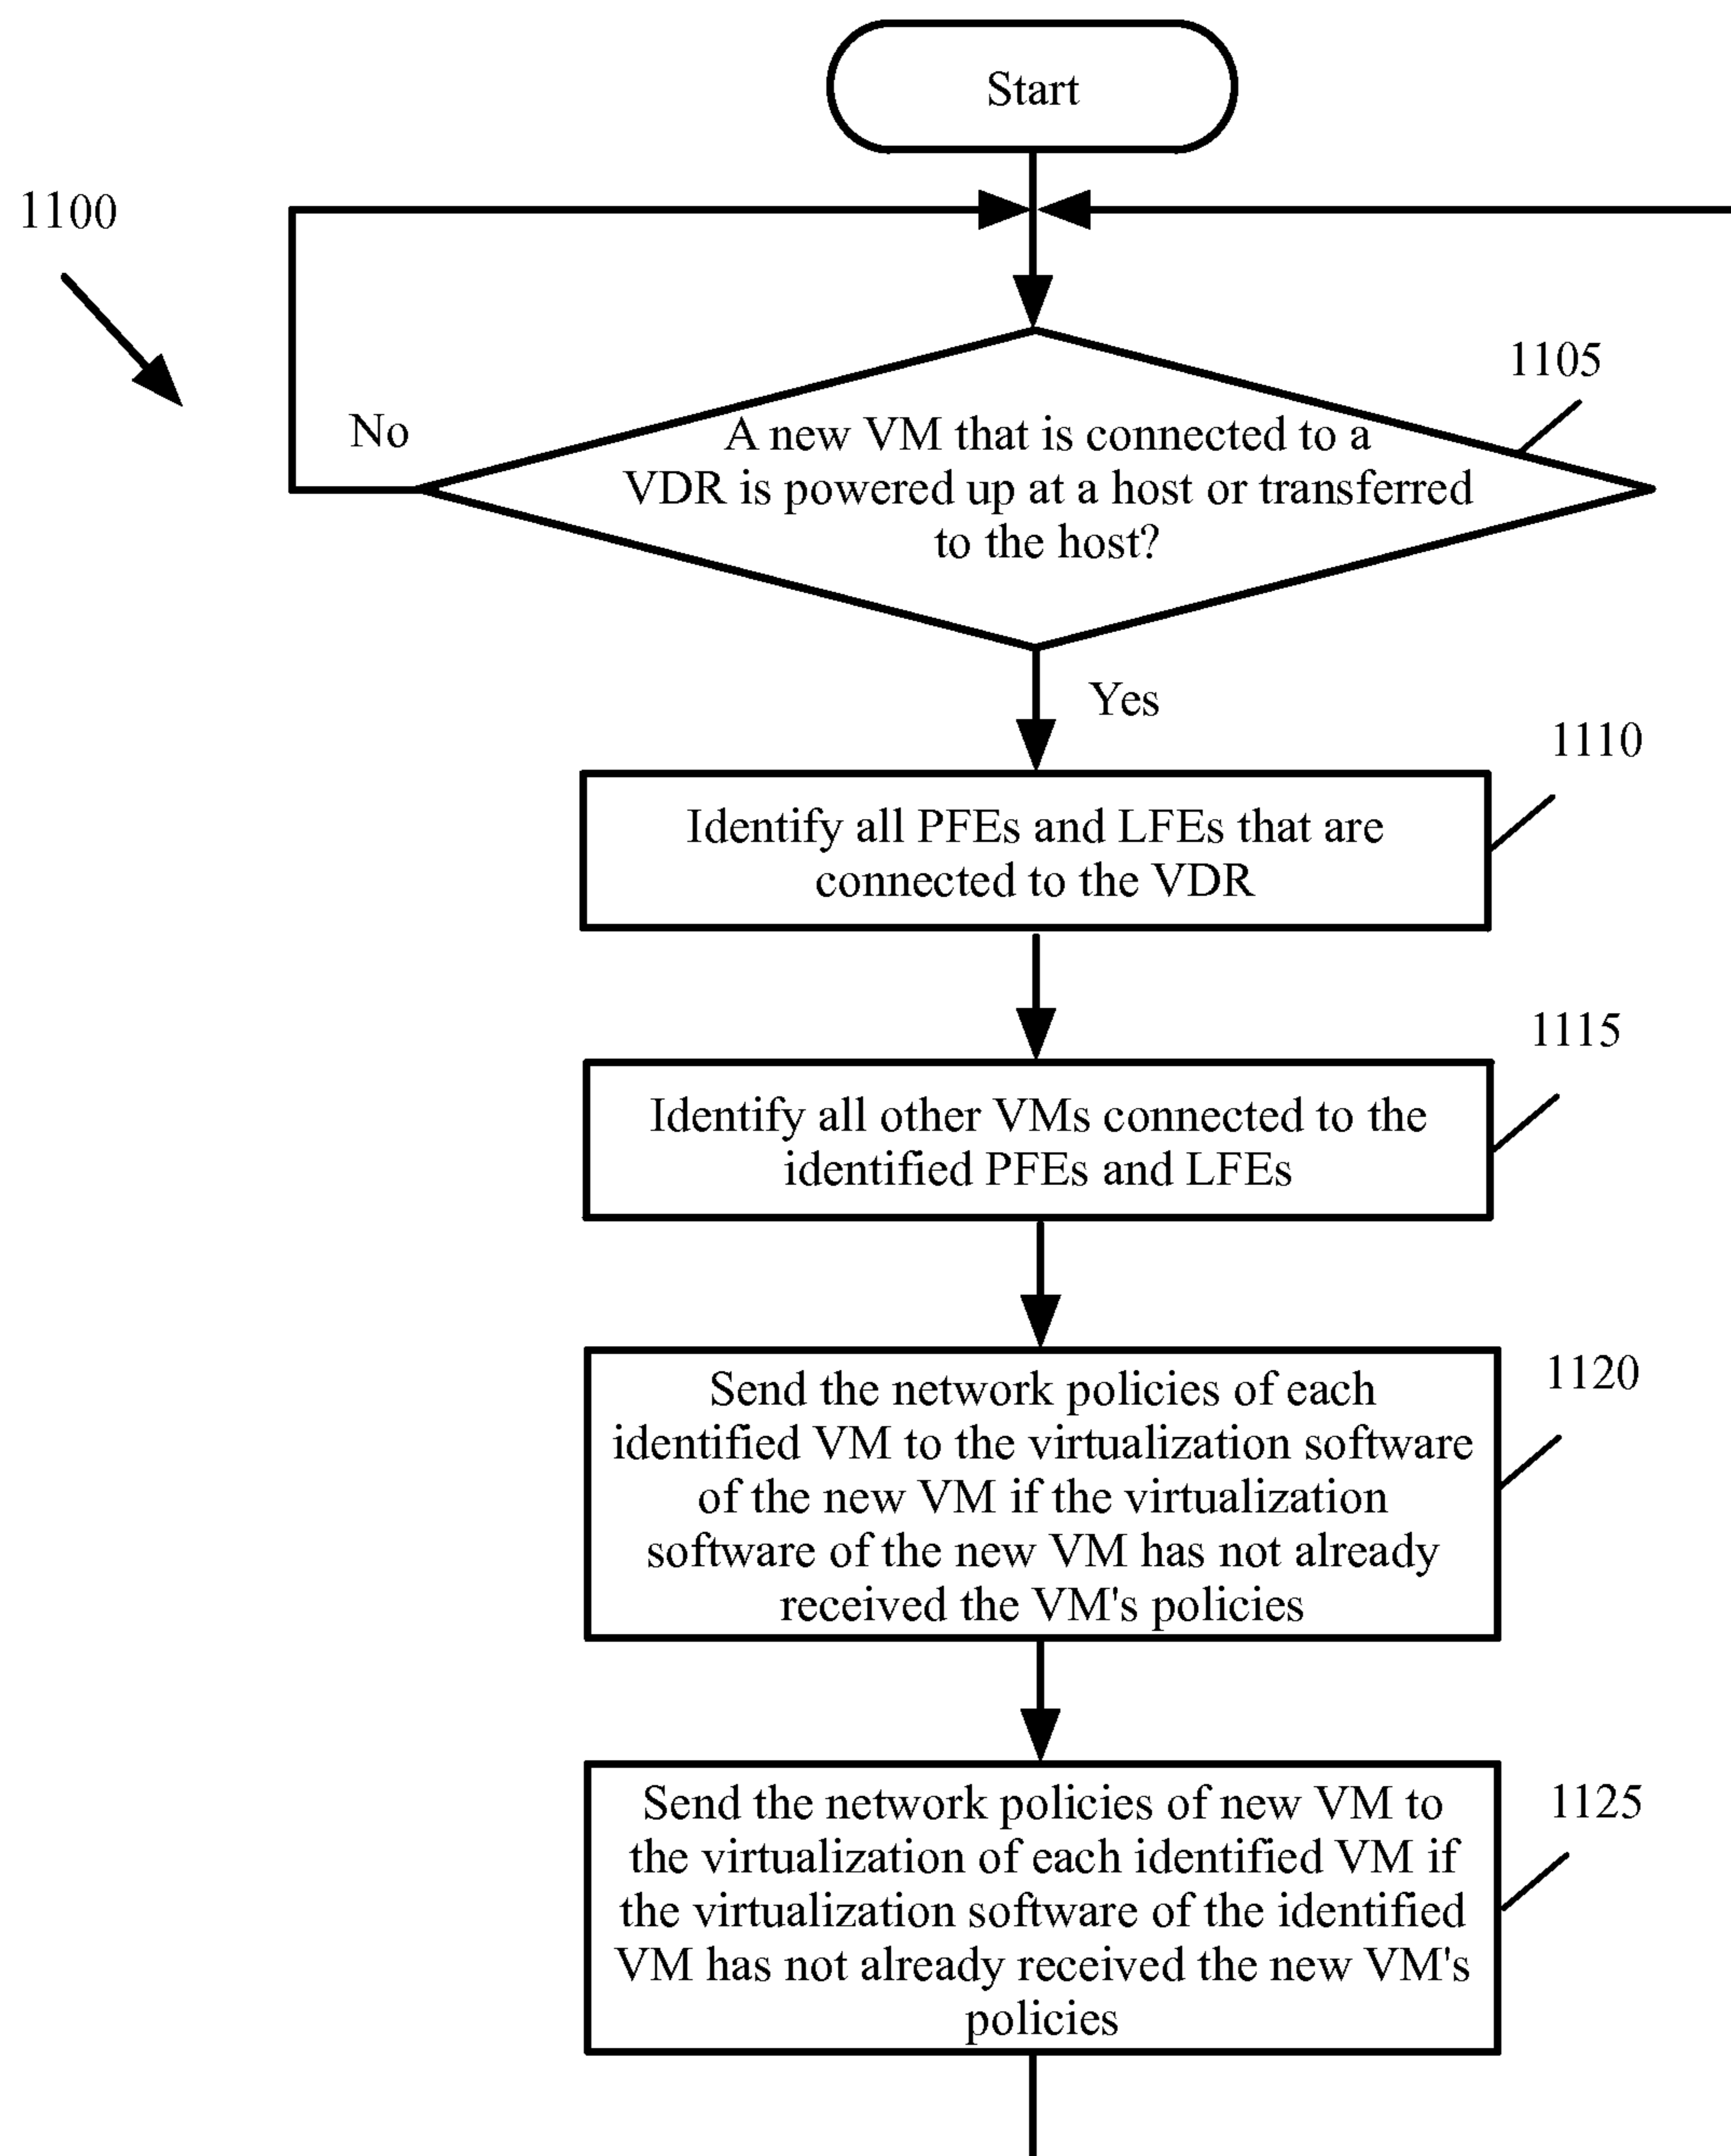 Start
1100
1105
No
A new VM that is connected to a
VDR is powered up at a host or transferred
to the host?
Yes
1110
Identify all PFEs and LFEs that are
connected to the VDR
1115
Identify all other VMs connected to the
identified PFEs and LFEs
1120
Send the network policies of each
identified VM to the virtualization software
of the new VM if the virtualization
software of the new VM has not already
received the VM's policies
1125
Send the network policies of new VM to
the virtualization of each identified VM if
the virtualization software of the identified
VM has not already received the new VM's
policies